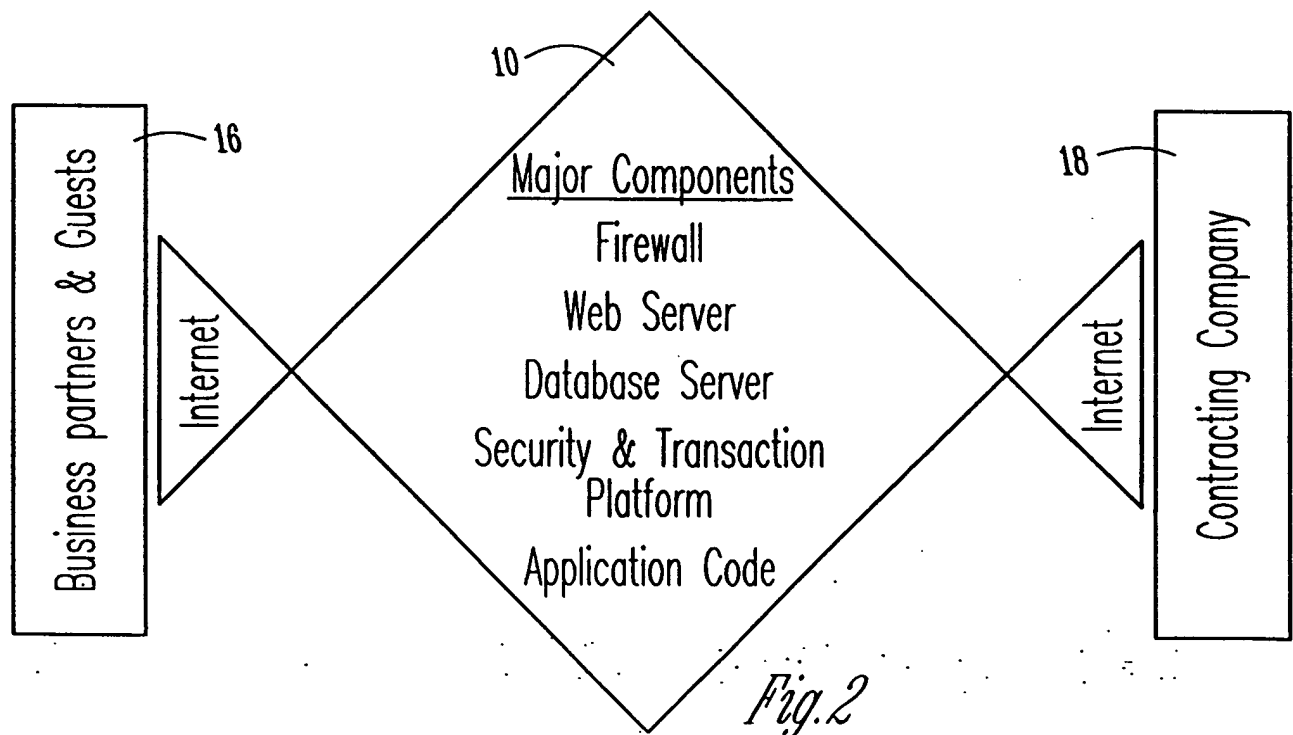 10
16
18
Business partners & Guests
Internet
Major Components
Firewall
Web Server
Database Server
Security & Transaction
Platform
Application Code
Internet
Contracting Company
Fig.2